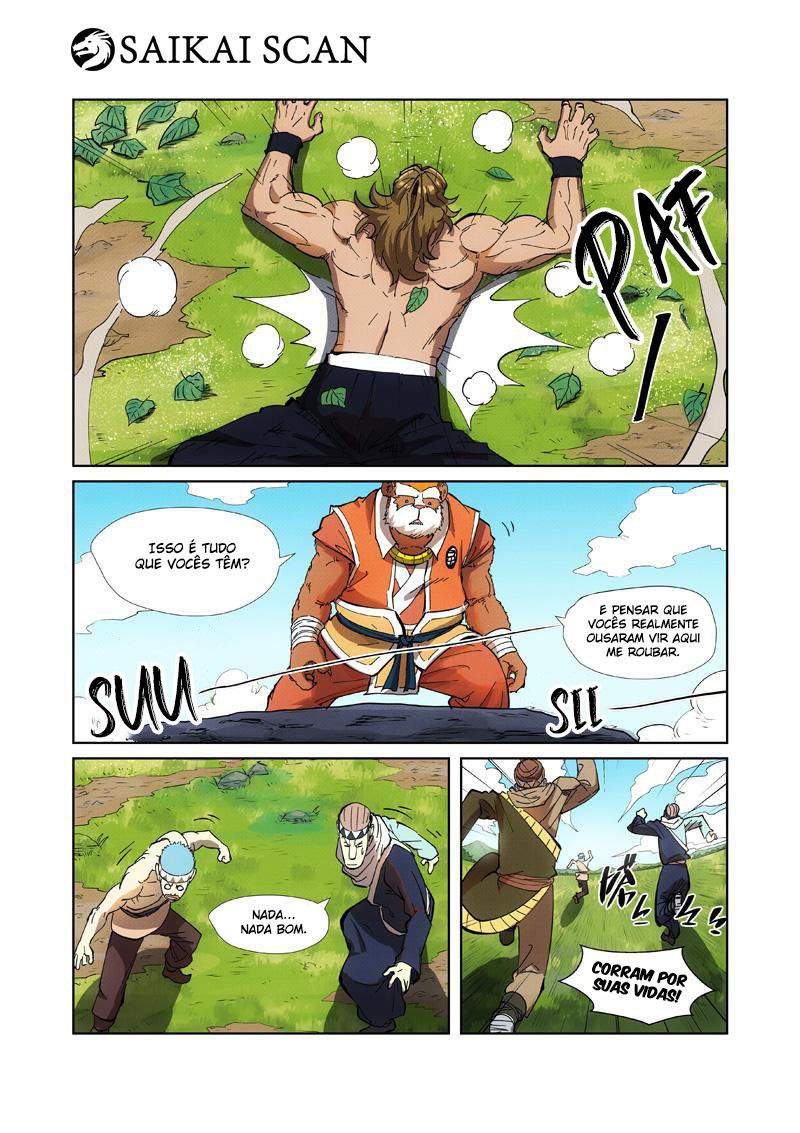 SAIKAI SCAN
PAF
ISSO É TUDO
QUE VOCÊS TÊM?
E PENSAR QUE
VOCÊS REALMENTE
OUSARAM VIR AQUI
ME ROUBAR.
SUU
SII
NADA...
NADA BOM.
CORRAM POR
SUAS VIDAS!